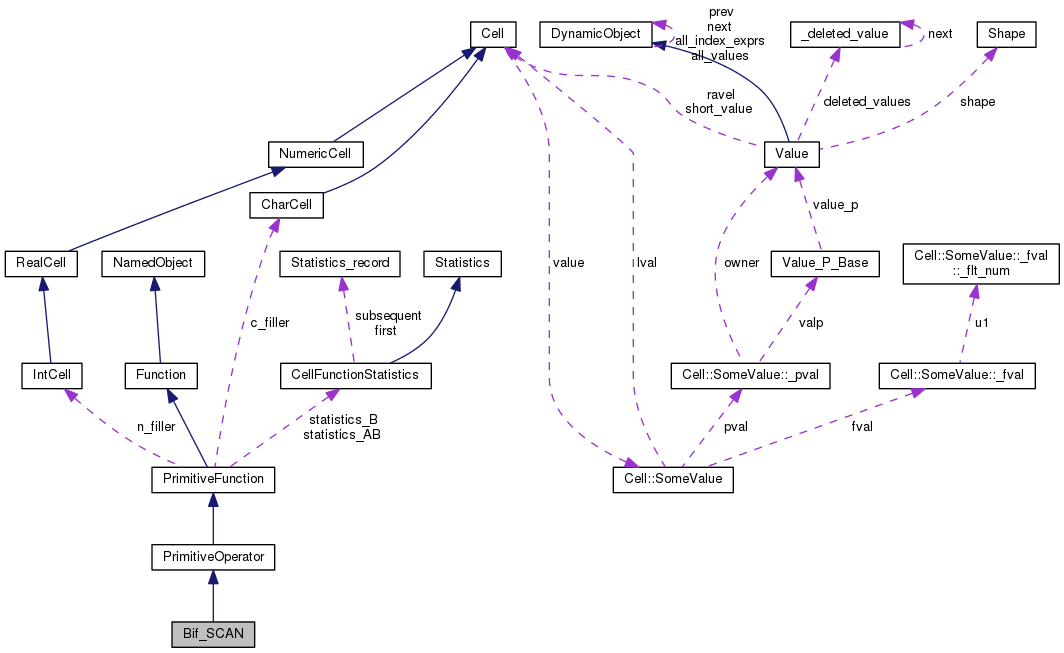 prev
next
all_index_exprs
all_values
Cell
DynamicObject
_deleted_value
next
Shape
ravel
short_value
deleted_values
shape
NumericCell
Value
CharCell
value_p
RealCell
NamedObject
Statistics_record
Statistics
value
lval
owner
Value_P_Base
Cell::SomeValue::_fval
::_flt_num
c_filler
subsequent
first
valp
u1
IntCell
Function
CellFunctionStatistics
Cell::SomeValue::_pval
Cell::SomeValue::_fval
n_filler
statistics_B
statistics_AB
pval
fval
PrimitiveFunction
Cell::SomeValue
PrimitiveOperator
Bif_SCAN